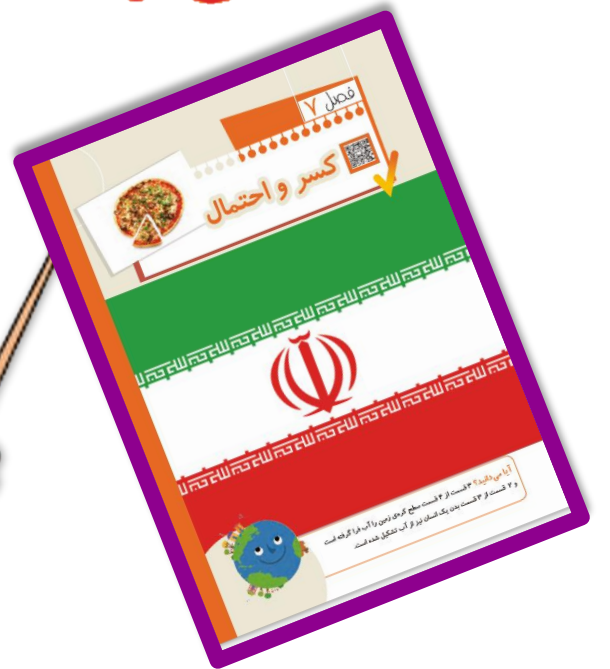 فصل ۷
کسر و احتمال
آیا می‌دانید؟ ۳ قسمت از ۴ قسمت سطح کره‌ی زمین را آب فرا گرفته است
و ۲ قسمت از ۳ قسمت بدن یک انسان نیز از آب تشکیل شده است.